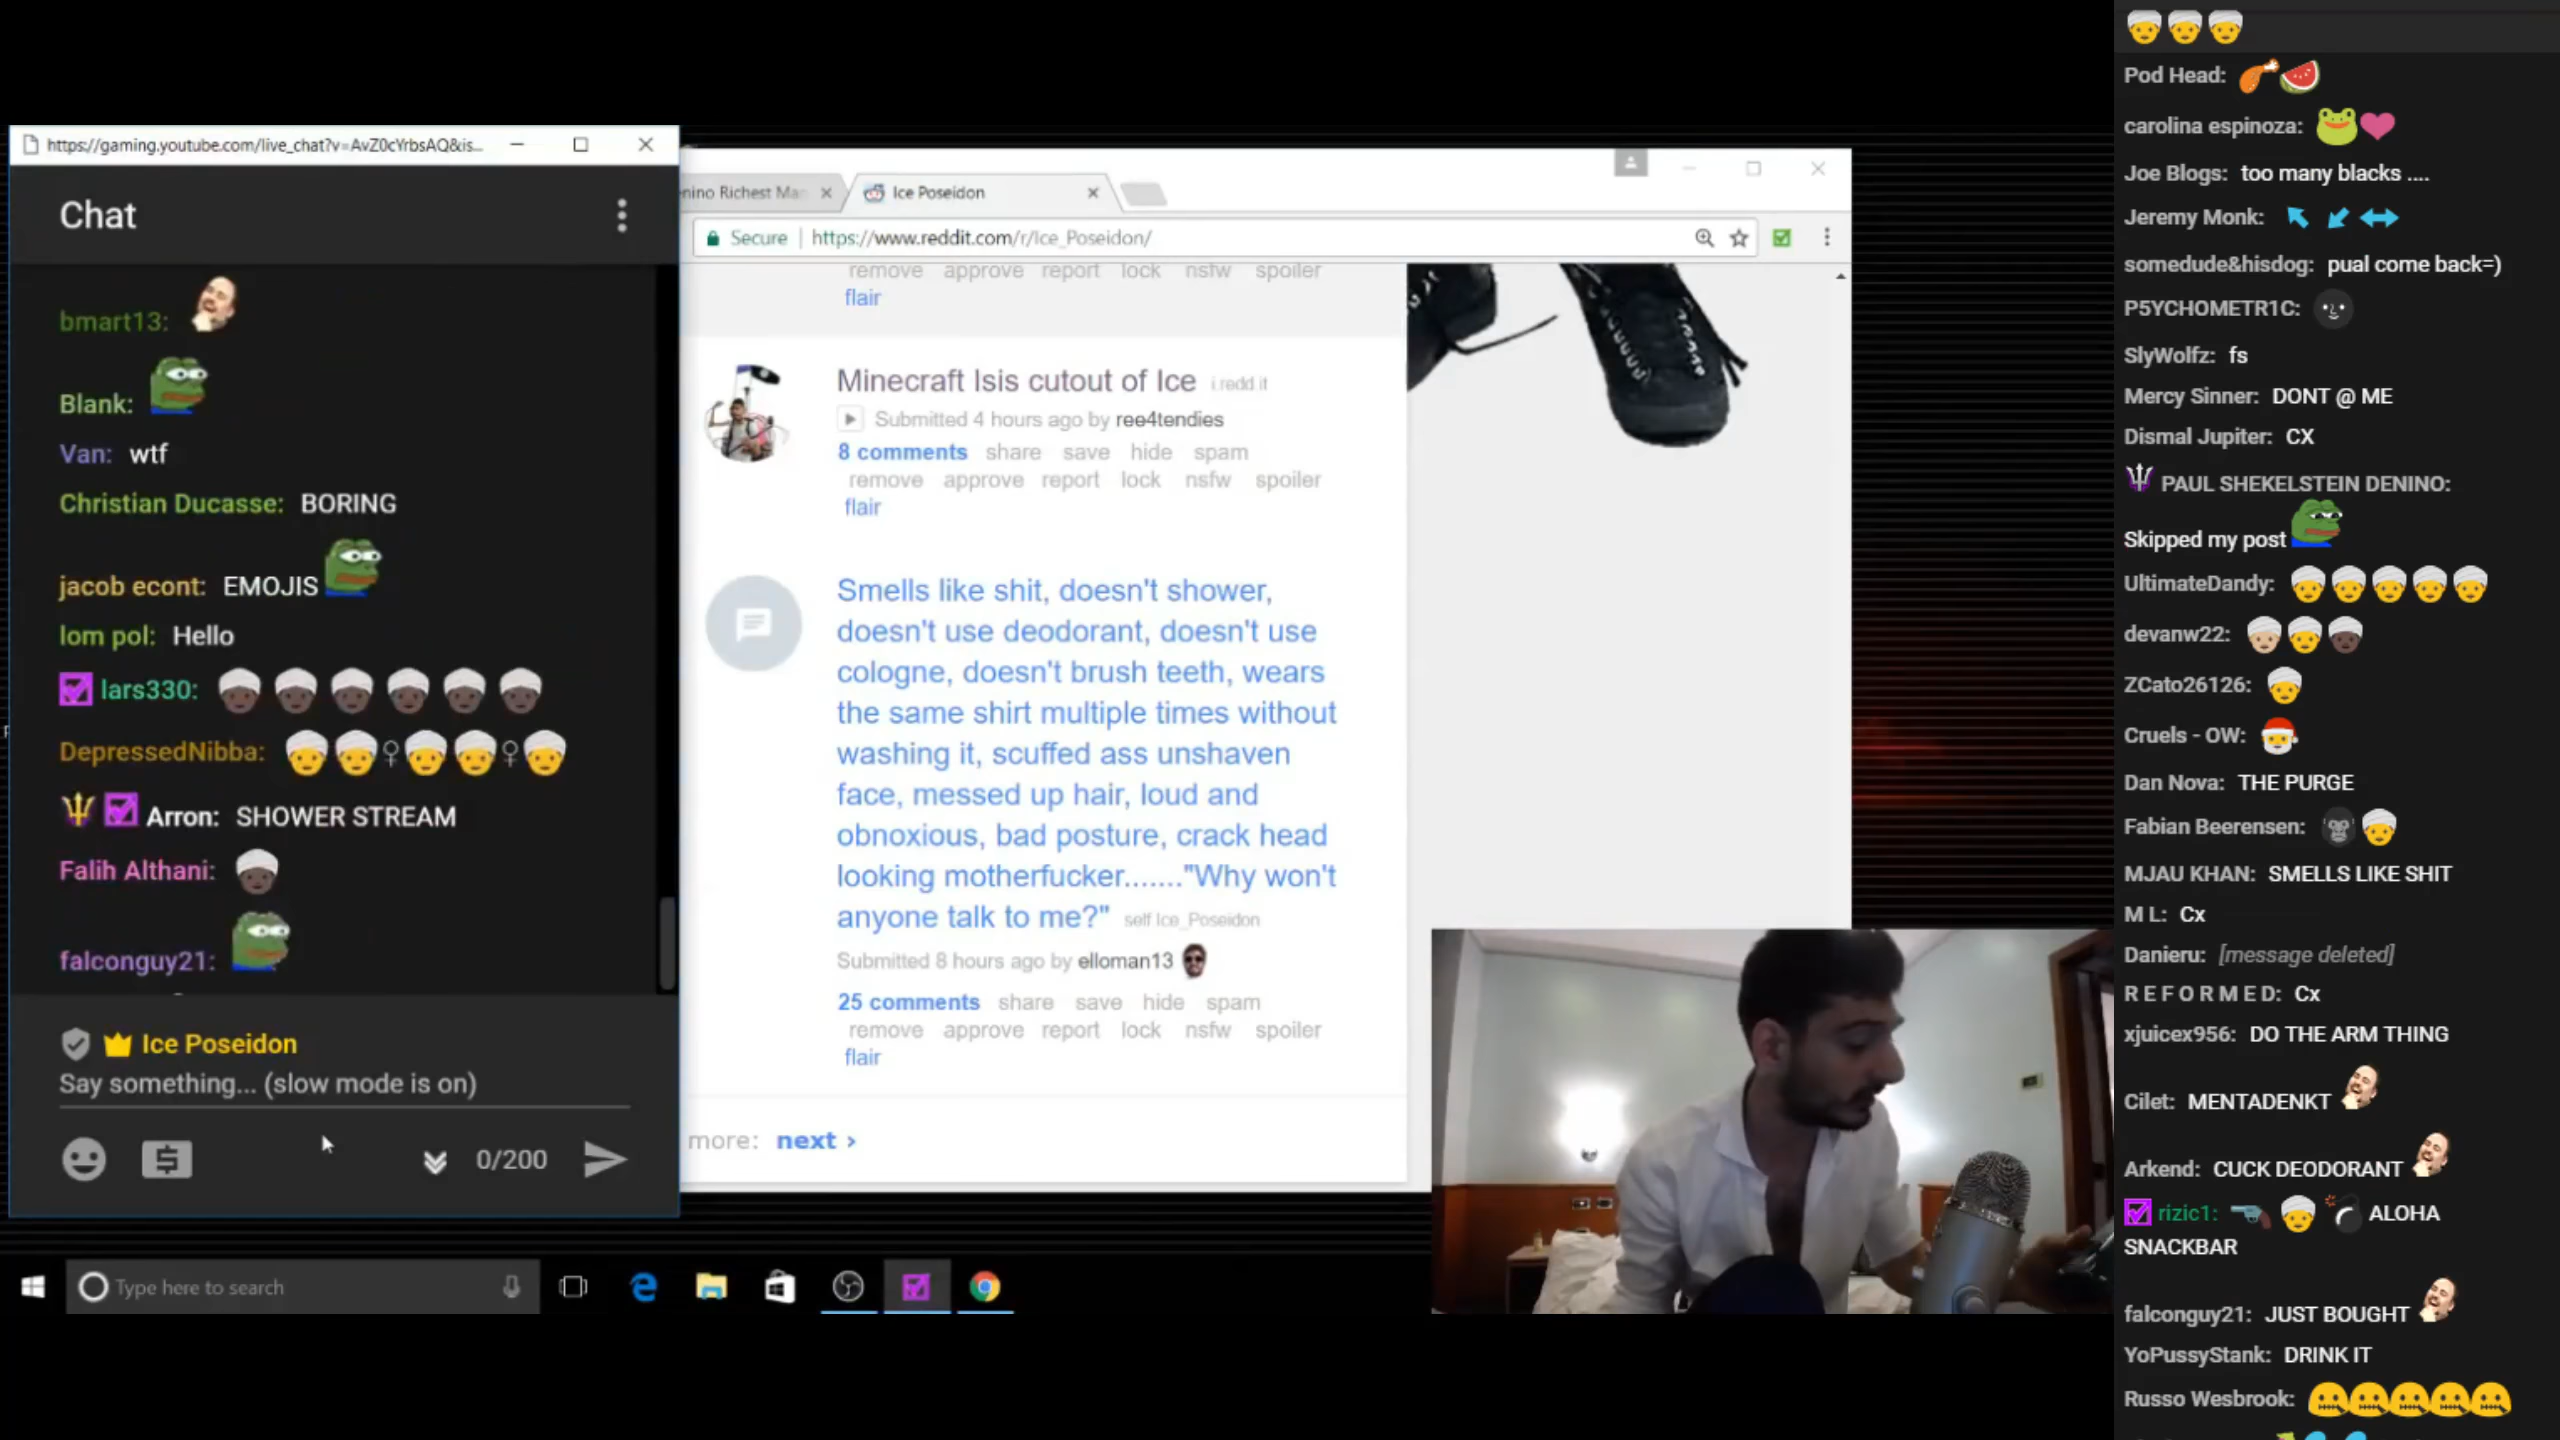 https://gaming.youtube.com/live_chat?v=AvZ0cYrbsAQ&is...
Chat
bmart13:
Blank:
Van: wtf
Christian Ducasse: BORING
jacob econt: EMOJIS
lom pol: Hello
lars330:
DepressedNibba:
Arron: SHOWER STREAM
Falih Althani:
falconguy21:
Ice Poseidon
Say something... (slow mode is on)
0/200
Type here to search
enino Richest Ma
Ice Poseidon
Secure https://www.reddit.com/r/Ice_Poseidon/
remove approve report lock nsfw spoiler
flair
Minecraft Isis cutout of Ice i.redd.it
Submitted 4 hours ago by ree4tendies
8 comments share save hide spam
remove approve report lock nsfw spoiler
flair
Smells like shit, doesn't shower,
doesn't use deodorant, doesn't use
cologne, doesn't brush teeth, wears
the same shirt multiple times without
washing it, scuffed ass unshaven
face, messed up hair, loud and
obnoxious, bad posture, crack head
looking motherfucker......."Why won't
anyone talk to me?" self Ice_Poseidon
Submitted 8 hours ago by elloman13
25 comments share save hide spam
remove approve report lock nsfw spoiler
flair
more: next ›
Pod Head:
carolina espinoza:
Joe Blogs: too many blacks ....
Jeremy Monk:
somedude&hisdog: pual come back=)
P5YCHOMETR1C:
SlyWolfz: fs
Mercy Sinner: DONT @ ME
Dismal Jupiter: CX
PAUL SHEKELSTEIN DENINO:
Skipped my post
UltimateDandy:
devanw22:
ZCato26126:
Cruels - OW:
Dan Nova: THE PURGE
Fabian Beerensen:
MJAU KHAN: SMELLS LIKE SHIT
M L: Cx
Danieru: [message deleted]
R E F O R M E D: Cx
xjuicex956: DO THE ARM THING
Cilet: MENTADENKT
Arkend: CUCK DEODORANT
rizic1: ALOHA
SNACKBAR
falconguy21: JUST BOUGHT
YoPussyStank: DRINK IT
Russo Wesbrook: